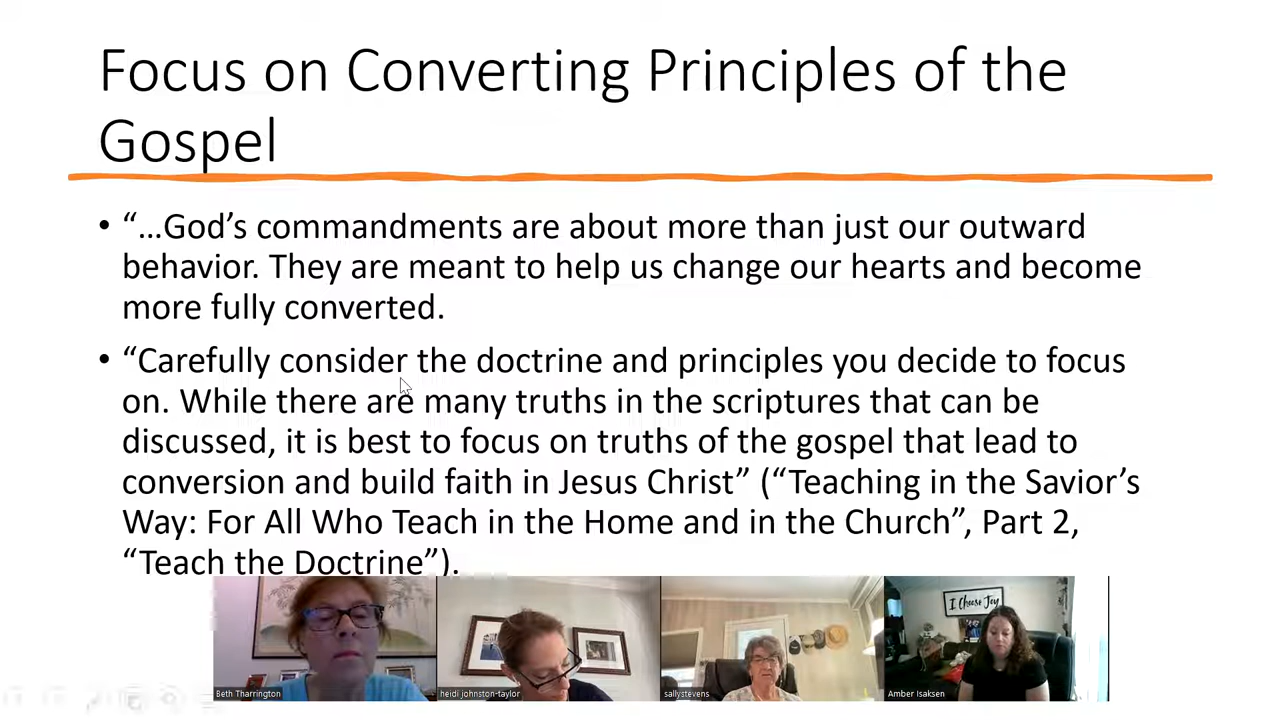 Focus on Converting Principles of the
Gospel
• “…God’s commandments are about more than just our outward
behavior. They are meant to help us change our hearts and become
more fully converted.
• “Carefully consider the doctrine and principles you decide to focus
on. While there are many truths in the scriptures that can be
discussed, it is best to focus on truths of the gospel that lead to
conversion and build faith in Jesus Christ” (“Teaching in the Savior’s
Way: For All Who Teach in the Home and in the Church”, Part 2,
“Teach the Doctrine”).
I Choose Joy
Beth Tharrington
heidi johnston-taylor
sallystevens
Amber Isaksen